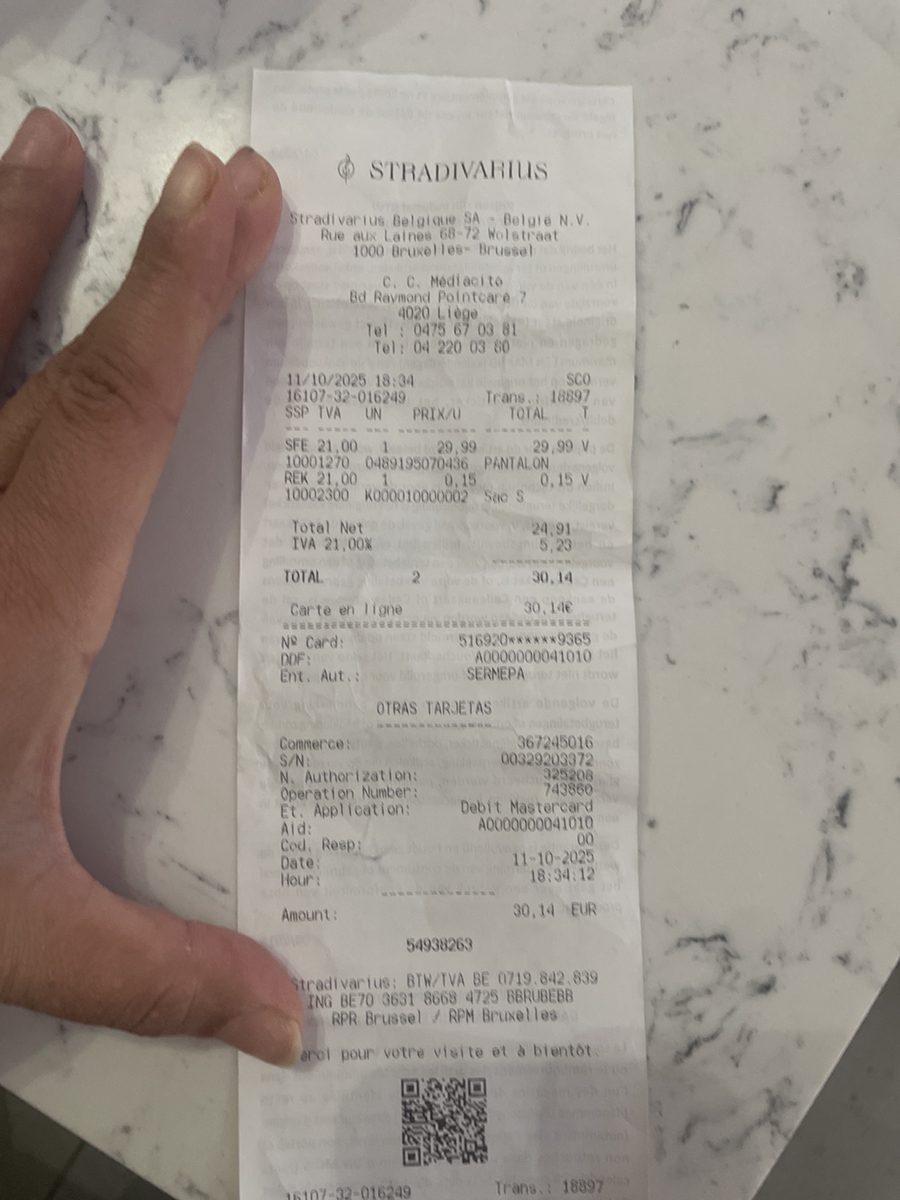 STRADIVARIUS
Stradivarius Belgique SA - België N.V.
Rue aux Laines 68-72 Wolstraat
1000 Bruxelles- Brussel
C. C. Médiacité
Bd Raymond Pointcaré 7
4020 Liège
Tel : 0475 67 03 81
Tel: 04 220 03 80
11/10/2025 18:34 SCO
16107-32-016249 Trans.: 18897
SSP TVA UN PRIX/U TOTAL T
SFE 21,00 1 29,99 29,99 V
10001270 0489195070436 PANTALON
REK 21,00 1 0,15 0,15 V
10002300 K000010000002 Sac S
Total Net 24,91
IVA 21,00% 5,23
TOTAL 2 30,14
Carte en ligne 30,14€
Nº Card: 516920******9365
DDF: A0000000041010
Ent. Aut.: SERMEPA
OTRAS TARJETAS
Commerce: 367245016
S/N: 00329203372
N. Authorization: 325208
Operation Number: 743860
Et. Application: Debit Mastercard
Aid: A0000000041010
Cod. Resp: 00
Date: 11-10-2025
Hour: 18:34:12
Amount: 30,14 EUR
54938263
Stradivarius: BTW/TVA BE 0719.842.839
ING BE70 3631 8668 4725 BBRUBEBB
RPR Brussel / RPM Bruxelles
erci pour votre visite et à bientôt.
16107-32-016249 Trans.: 18897